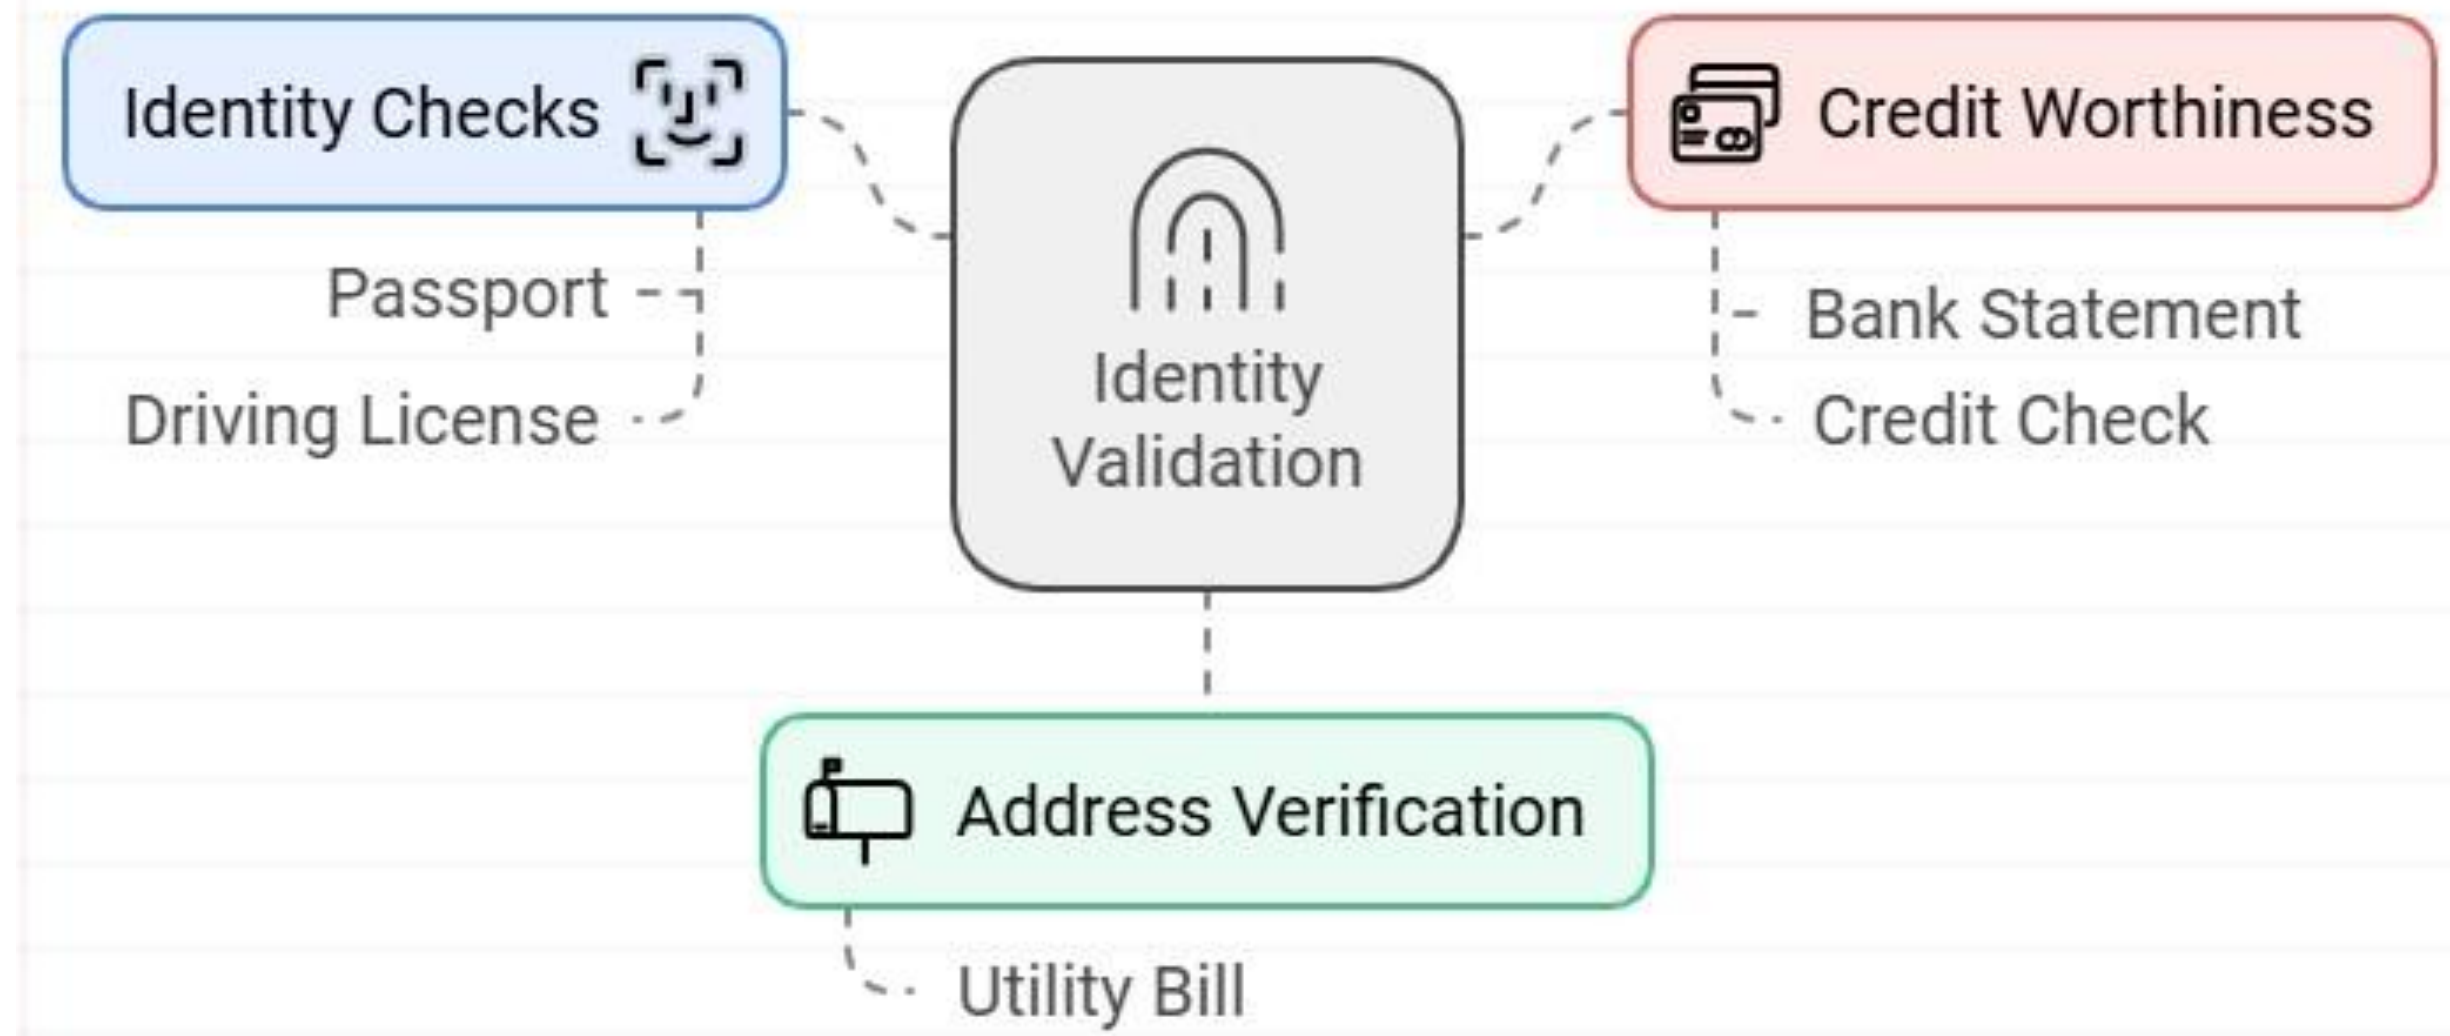 Identity Checks
Passport
Driving License
Identity
Validation
Credit Worthiness
Bank Statement
Credit Check
Address Verification
Utility Bill